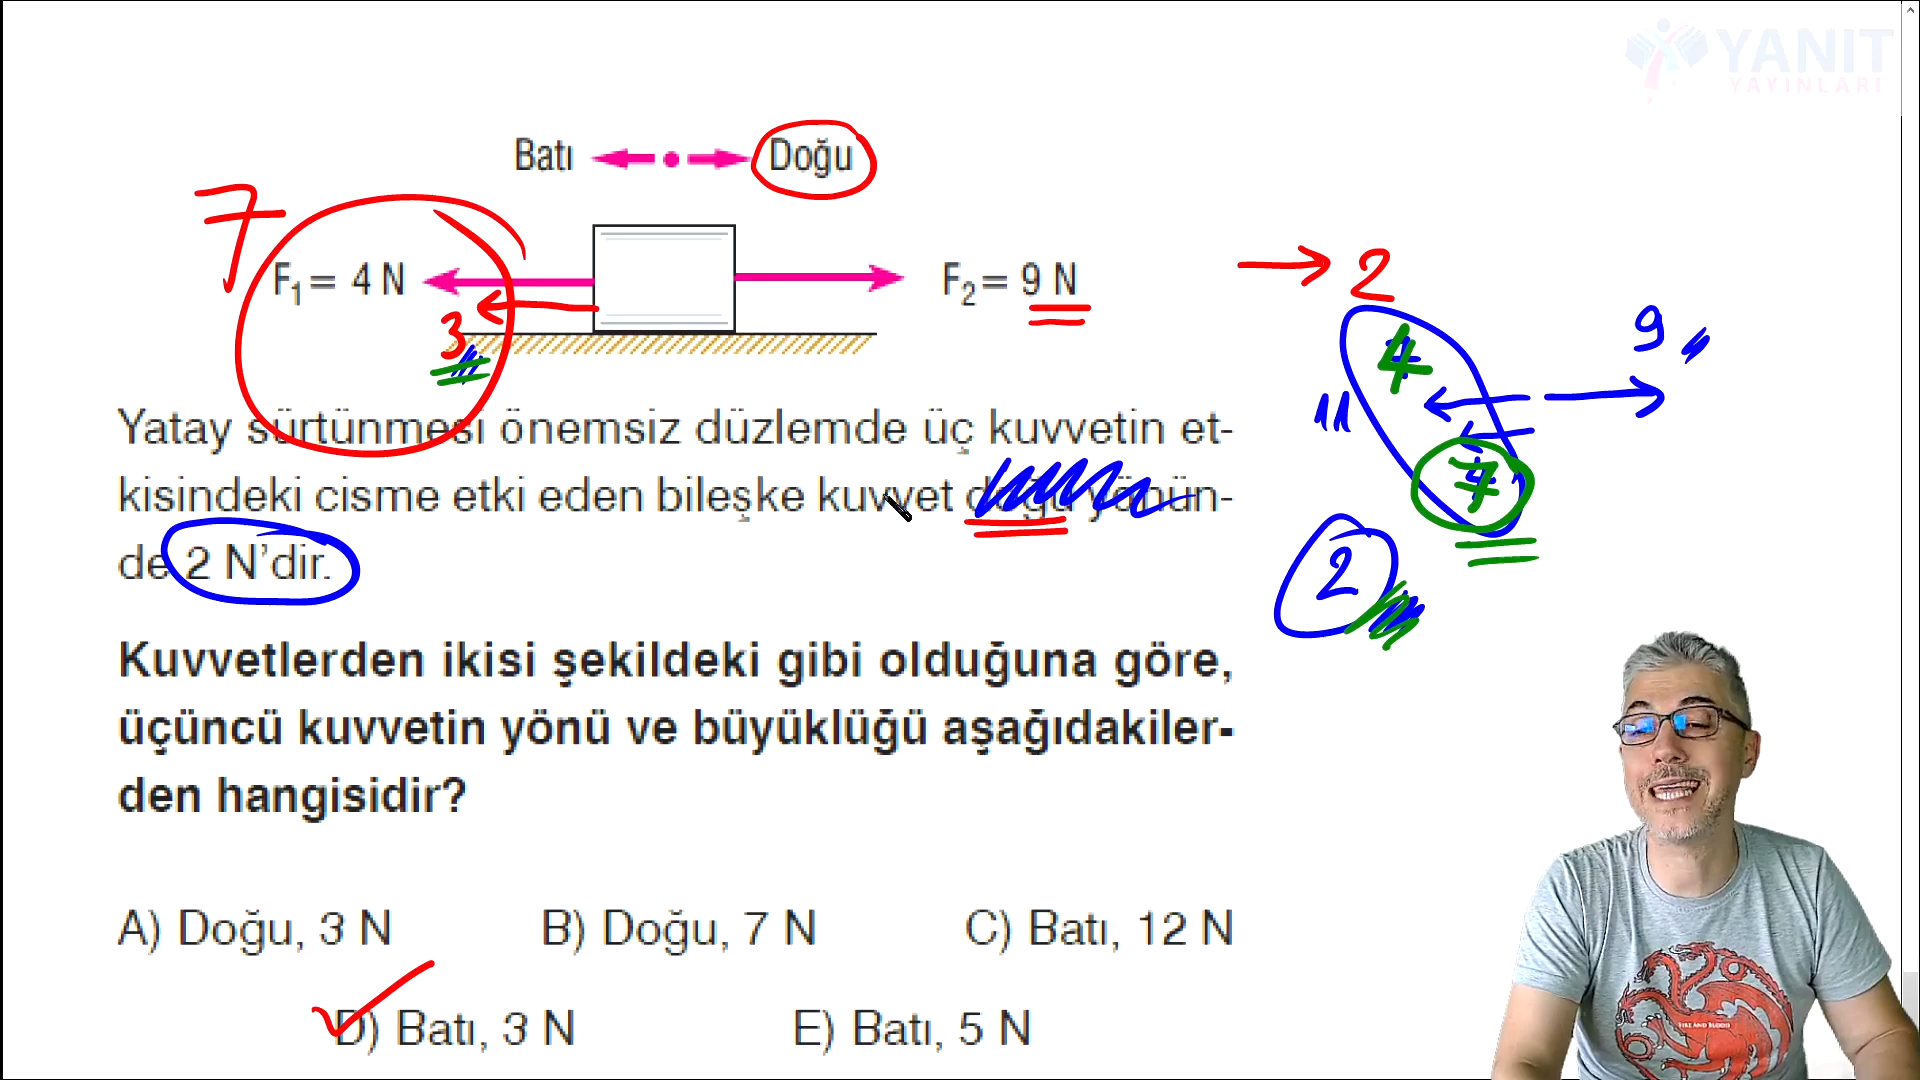 YANIT
YAYINLARI
Batı Doğu
7
F₁ = 4 N F₂ = 9 N
3
2
9
4
11
7
2
Yatay sürtünmesi önemsiz düzlemde üç kuvvetin et-
kisindeki cisme etki eden bileşke kuvvet doğu yönün-
de 2 N'dir.
Kuvvetlerden ikisi şekildeki gibi olduğuna göre,
üçüncü kuvvetin yönü ve büyüklüğü aşağıdakiler-
den hangisidir?
A) Doğu, 3 N B) Doğu, 7 N C) Batı, 12 N
D) Batı, 3 N E) Batı, 5 N
FIRE AND BLOOD